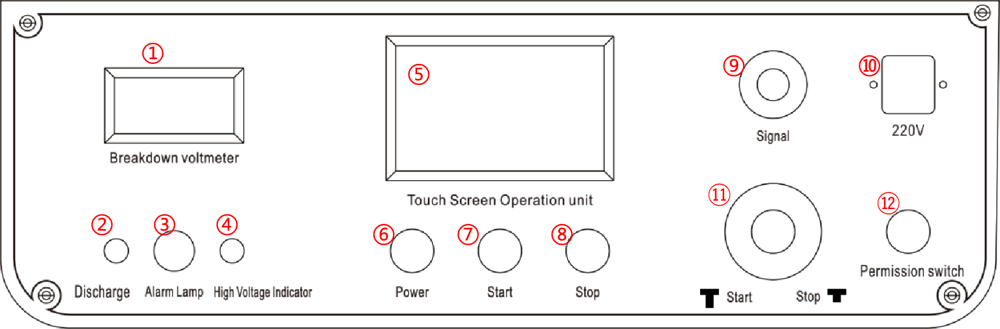 ①
Breakdown voltmeter
②
③
④
Discharge
Alarm Lamp
High Voltage Indicator
⑤
Touch Screen Operation unit
⑥
⑦
⑧
Power
Start
Stop
⑨
Signal
⑩
220V
⑪
Start
Stop
⑫
Permission switch